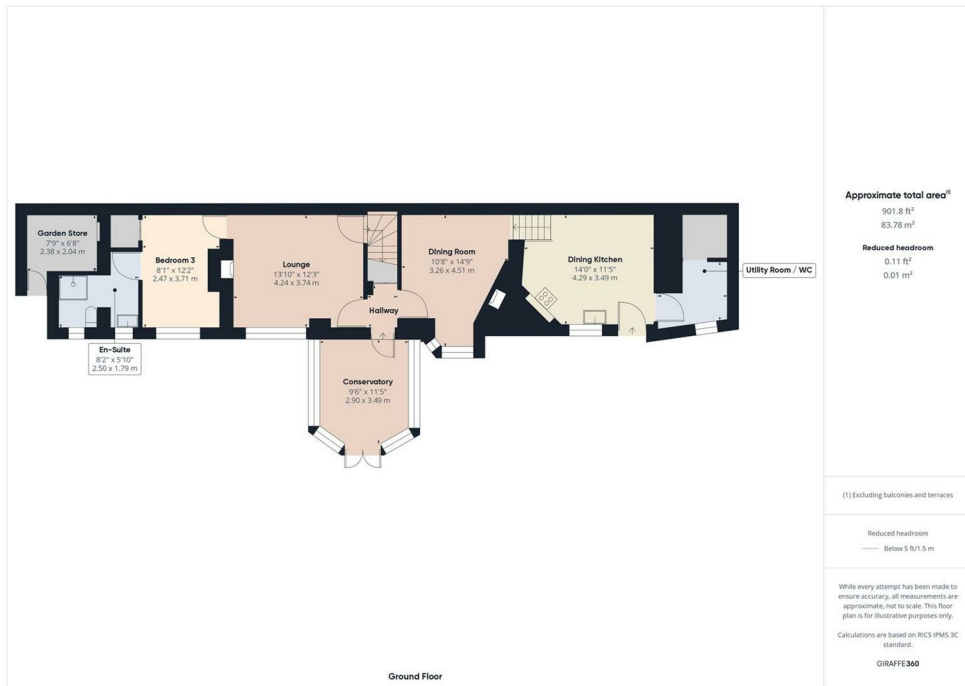 Garden Store
7'9" x 6'8"
2.38 x 2.04 m
Bedroom 3
8'1" x 12'2"
2.47 x 3.71 m
Lounge
13'10" x 12'3"
4.24 x 3.74 m
Hallway
Dining Room
10'8" x 14'9"
3.26 x 4.51 m
Dining Kitchen
14'0" x 11'5"
4.29 x 3.49 m
Utility Room / WC
En-Suite
8'2" x 5'10"
2.50 x 1.79 m
Conservatory
9'6" x 11'5"
2.90 x 3.49 m
Ground Floor
Approximate total area(1)
901.8 ft²
83.78 m²
Reduced headroom
0.11 ft²
0.01 m²
(1) Excluding balconies and terraces
Reduced headroom
Below 5 ft/1.5 m
While every attempt has been made to
ensure accuracy, all measurements are
approximate, not to scale. This floor
plan is for illustrative purposes only.
Calculations are based on RICS IPMS 3C
standard.
GIRAFFE360